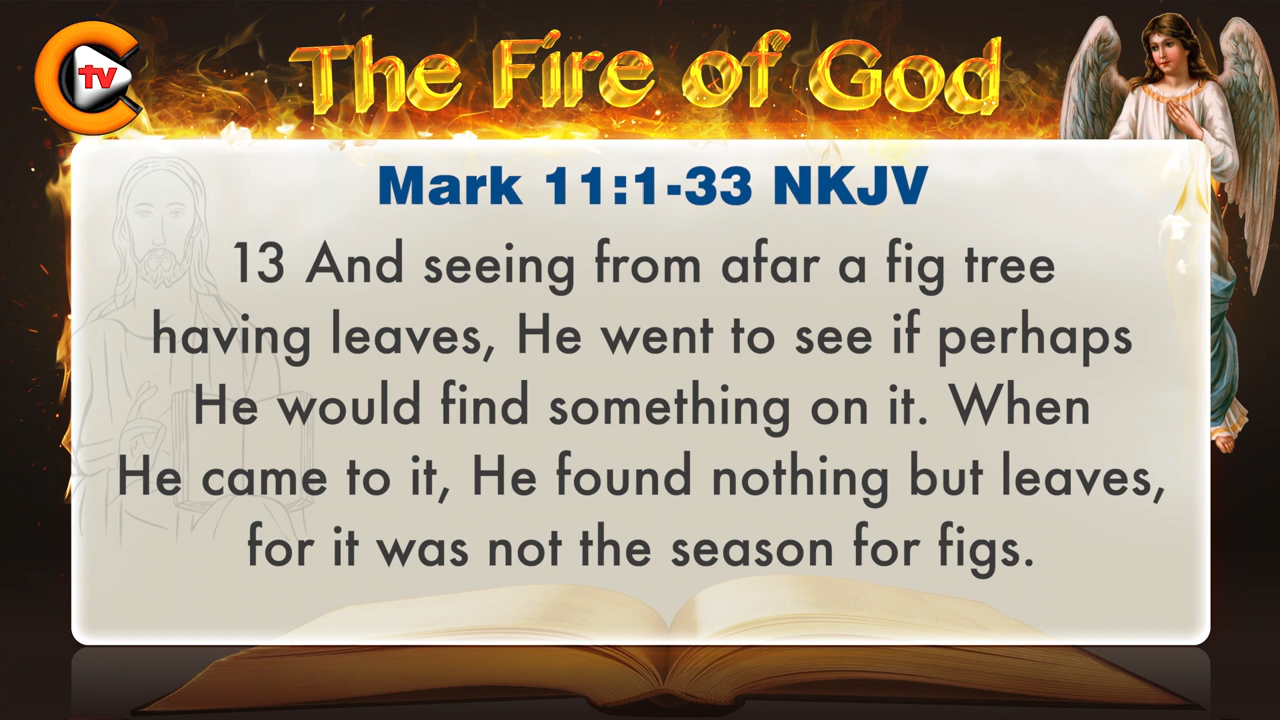 tv
The Fire of God
Mark 11:1-33 NKJV
13 And seeing from afar a fig tree
having leaves, He went to see if perhaps
He would find something on it. When
He came to it, He found nothing but leaves,
for it was not the season for figs.